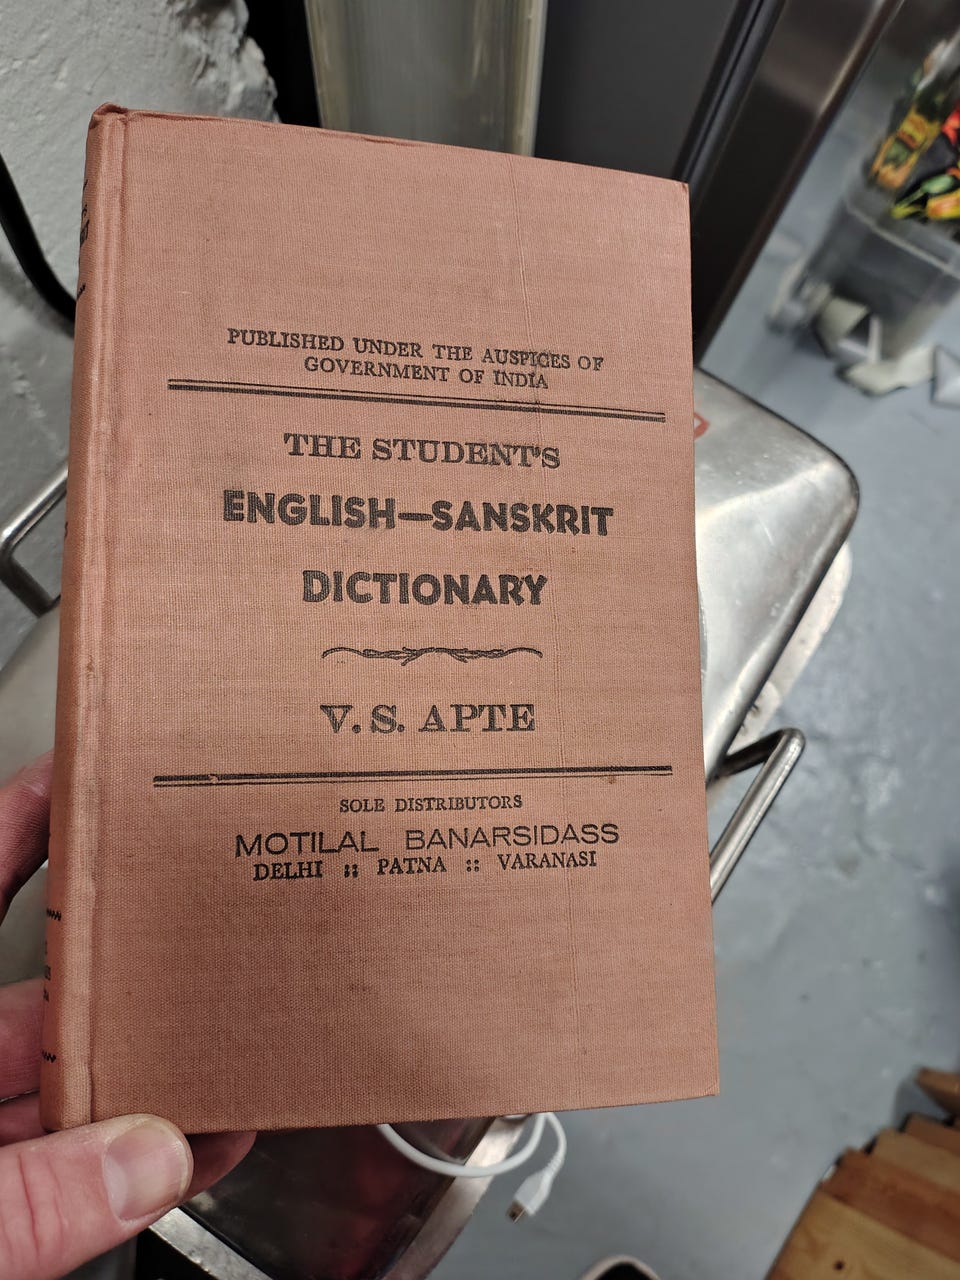 PUBLISHED UNDER THE AUSPICES OF
GOVERNMENT OF INDIA
THE STUDENT'S
ENGLISH—SANSKRIT
DICTIONARY
V. S. APTE
SOLE DISTRIBUTORS
MOTILAL BANARSIDASS
DELHI :: PATNA :: VARANASI